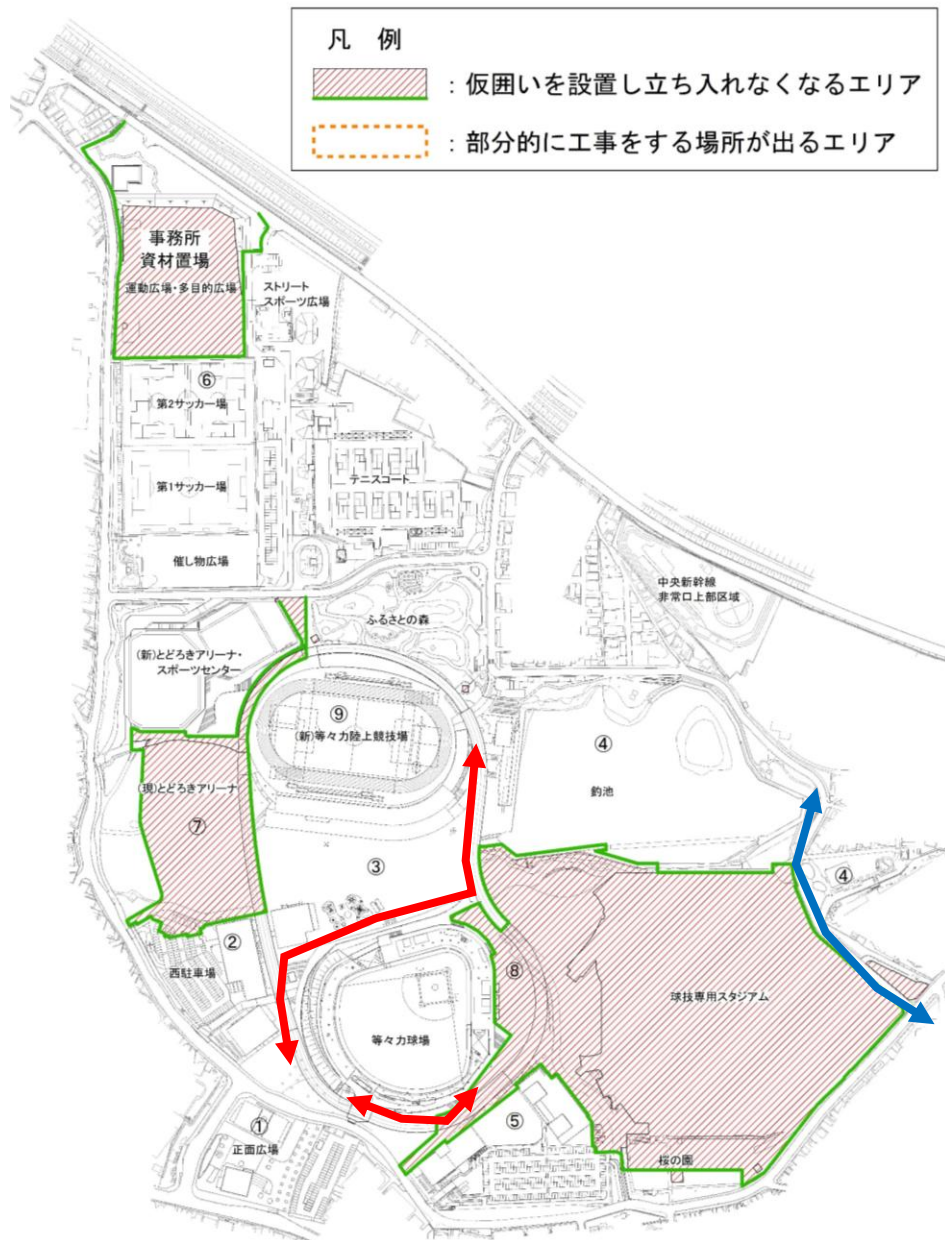 凡 例
：仮囲いを設置し立ち入れなくなるエリア
：部分的に工事をする場所が出るエリア
事務所
資材置場
運動広場・多目的広場
ストリート
スポーツ広場
⑥
第2サッカー場
第1サッカー場
テニスコート
催し物広場
中央新幹線
非常口上部区域
ふるさとの森
(新)とどろきアリーナ・
スポーツセンター
⑨
(新)等々力陸上競技場
④
釣池
(現)とどろきアリーナ
⑦
③
④
②
西駐車場
⑧
球技専用スタジアム
等々力球場
①
正面広場
⑤
桜の園